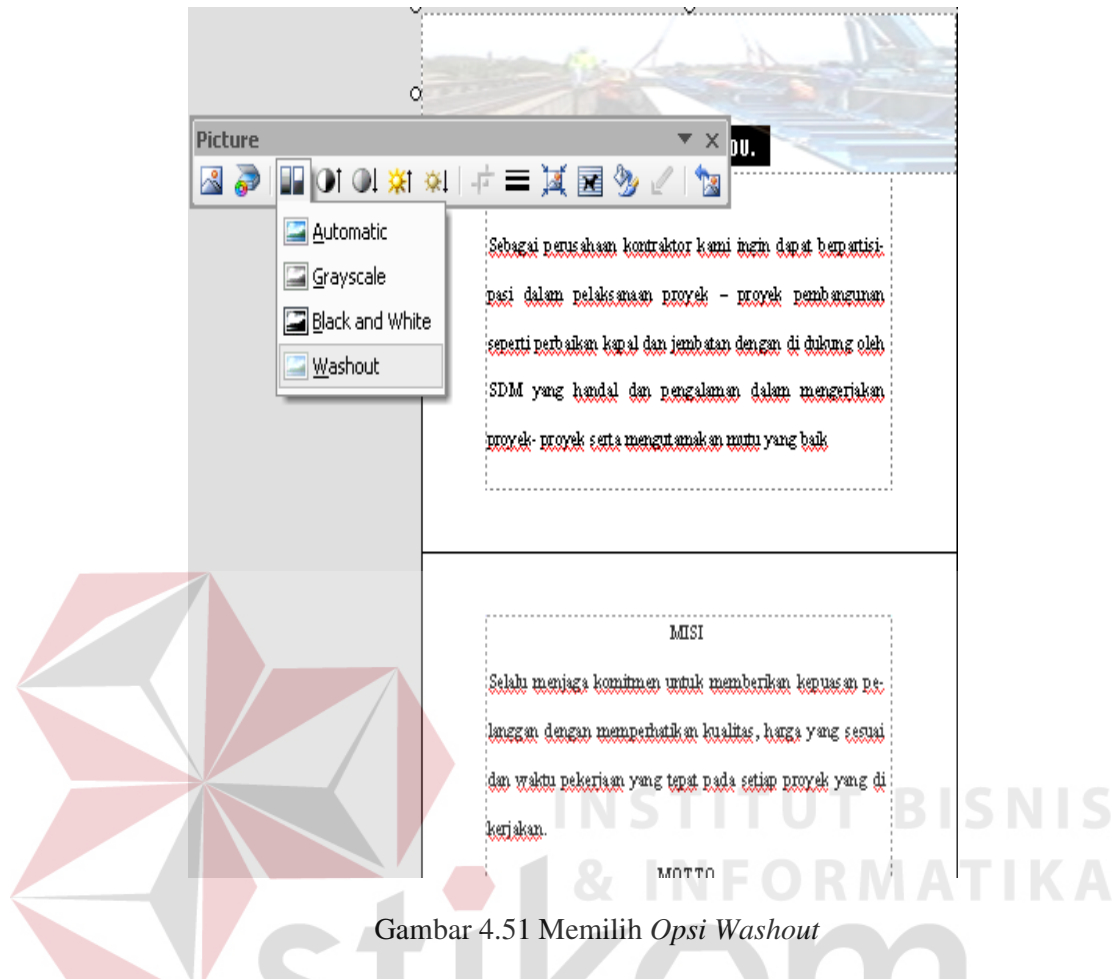 Picture
OU.
Automatic
Grayscale
Black and White
Washout
Sebagai perusahaan kontraktor kami ingin dapat berpartisi-
pasi dalam pelaksanaan proyek – proyek pembangunan
seperti perbaikan kapal dan jembatan dengan di dukung oleh
SDM yang handal dan pengalaman dalam mengerjakan
proyek- proyek serta mengutamakan mutu yang baik
MISI
Selalu menjaga komitmen untuk memberikan kepuasan pe-
langgan dengan memperhatikan kualitas, harga yang sesuai
dan waktu pekerjaan yang tepat pada setiap proyek yang di
kerjakan.
MOTTO
INSTITUT BISNIS
& INFORMATIKA
stikom
Gambar 4.51 Memilih Opsi Washout